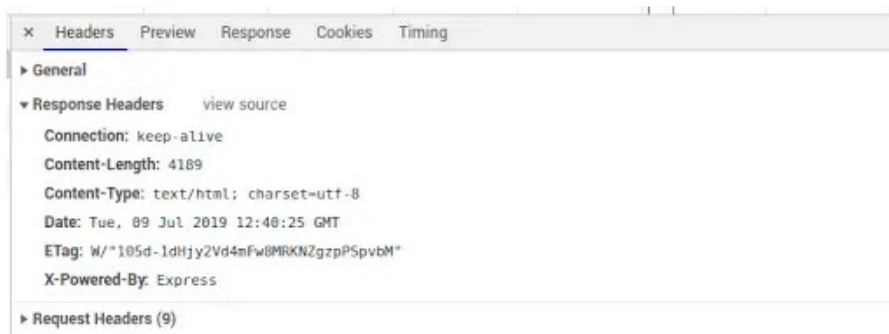 × Headers Preview Response Cookies Timing
▸ General
▾ Response Headers view source
Connection: keep-alive
Content-Length: 4189
Content-Type: text/html; charset=utf-8
Date: Tue, 09 Jul 2019 12:40:25 GMT
ETag: W/"105d-1dHjy2Vd4mFw8MRKNZgzpPSpvbM"
X-Powered-By: Express
▸ Request Headers (9)